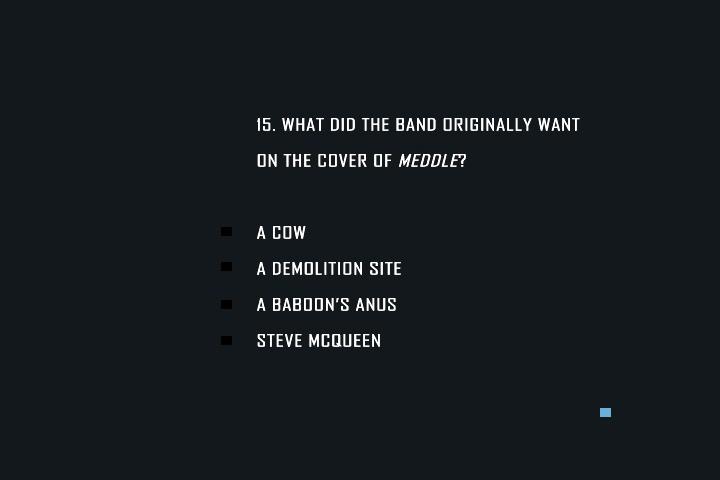 15. WHAT DID THE BAND ORIGINALLY WANT
ON THE COVER OF MEDDLE?
A COW
A DEMOLITION SITE
A BABOON'S ANUS
STEVE MCQUEEN